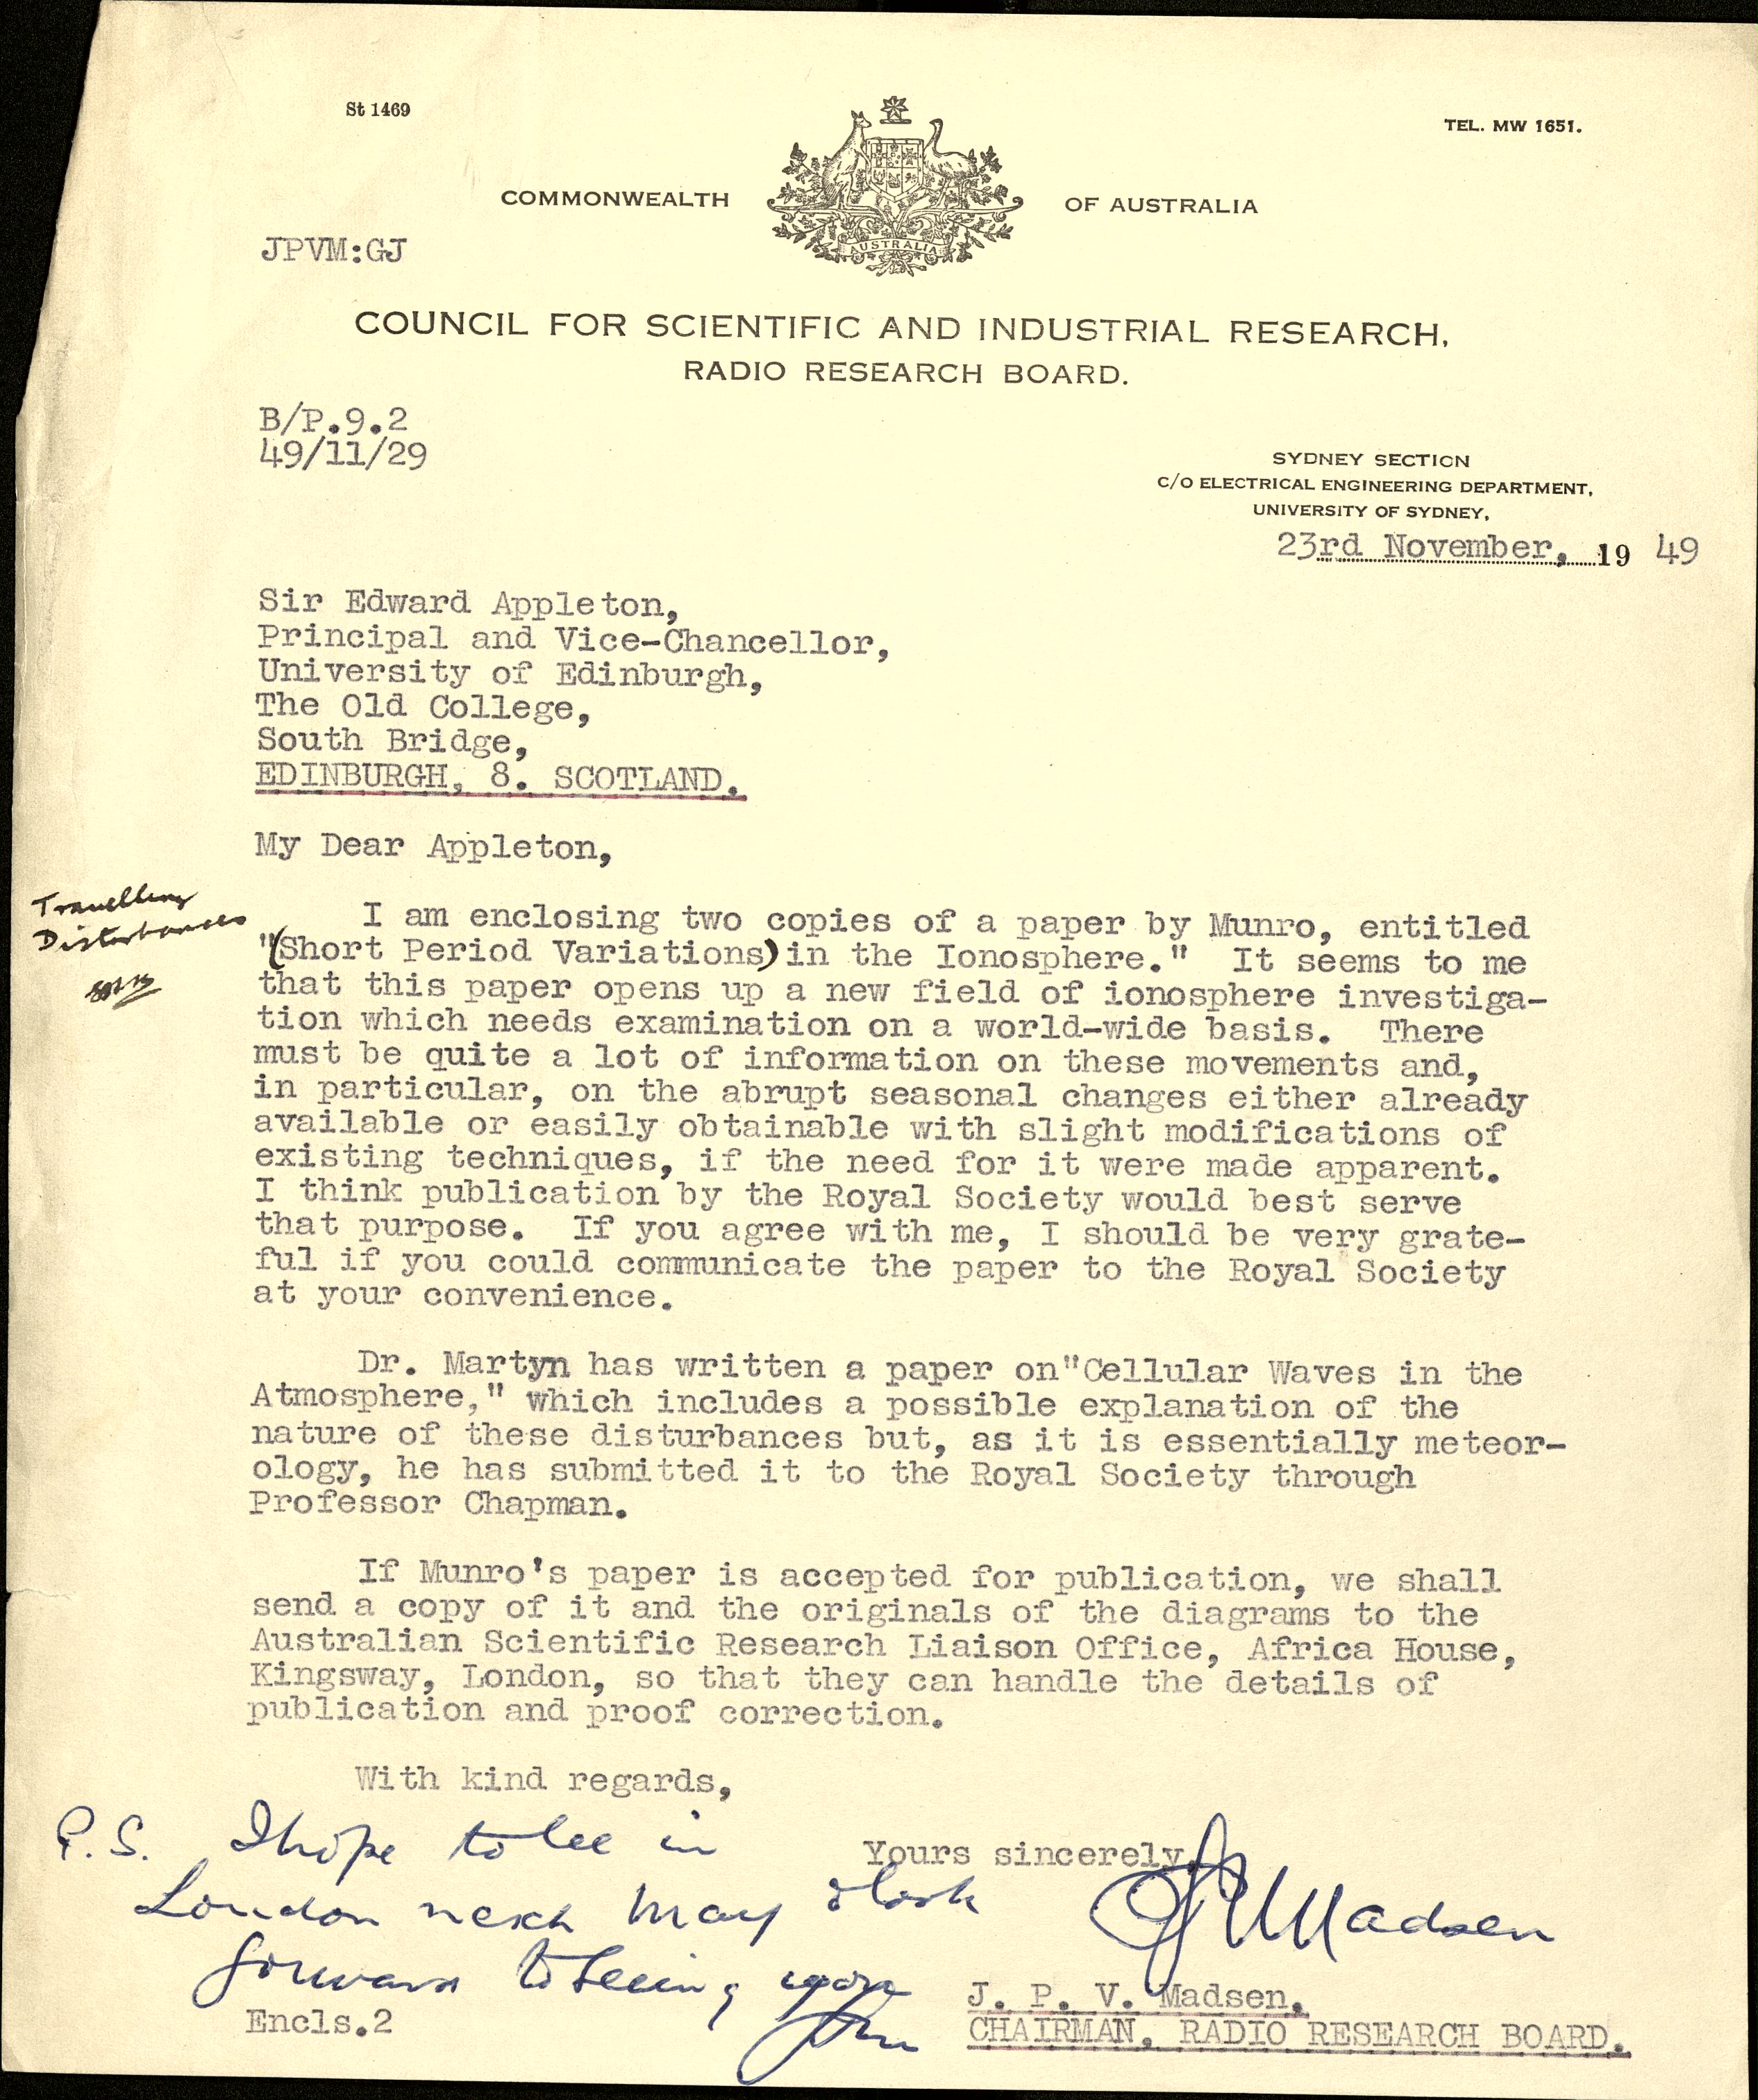 St 1469
TEL. MW 1651.
COMMONWEALTH OF AUSTRALIA
AUSTRALIA
JPVM:GJ
COUNCIL FOR SCIENTIFIC AND INDUSTRIAL RESEARCH,
RADIO RESEARCH BOARD.
B/P.9.2
49/11/29
SYDNEY SECTION
C/O ELECTRICAL ENGINEERING DEPARTMENT,
UNIVERSITY OF SYDNEY,
23rd November, 19 49
Sir Edward Appleton,
Principal and Vice-Chancellor,
University of Edinburgh,
The Old College,
South Bridge,
EDINBURGH, 8. SCOTLAND.
My Dear Appleton,
Travelling
Disturbances
I am enclosing two copies of a paper by Munro, entitled
"(Short Period Variations) in the Ionosphere." It seems to me
that this paper opens up a new field of ionosphere investiga-
tion which needs examination on a world-wide basis. There
must be quite a lot of information on these movements and,
in particular, on the abrupt seasonal changes either already
available or easily obtainable with slight modifications of
existing techniques, if the need for it were made apparent.
I think publication by the Royal Society would best serve
that purpose. If you agree with me, I should be very grate-
ful if you could communicate the paper to the Royal Society
at your convenience.
Dr. Martyn has written a paper on"Cellular Waves in the
Atmosphere," which includes a possible explanation of the
nature of these disturbances but, as it is essentially meteor-
ology, he has submitted it to the Royal Society through
Professor Chapman.
If Munro's paper is accepted for publication, we shall
send a copy of it and the originals of the diagrams to the
Australian Scientific Research Liaison Office, Africa House,
Kingsway, London, so that they can handle the details of
publication and proof correction.
With kind regards,
Yours sincerely,
JPVMadsen
P.S. I hope to be in
London next May & look
forward to seeing you
J. P. V. Madsen.
CHAIRMAN, RADIO RESEARCH BOARD.
Encls.2